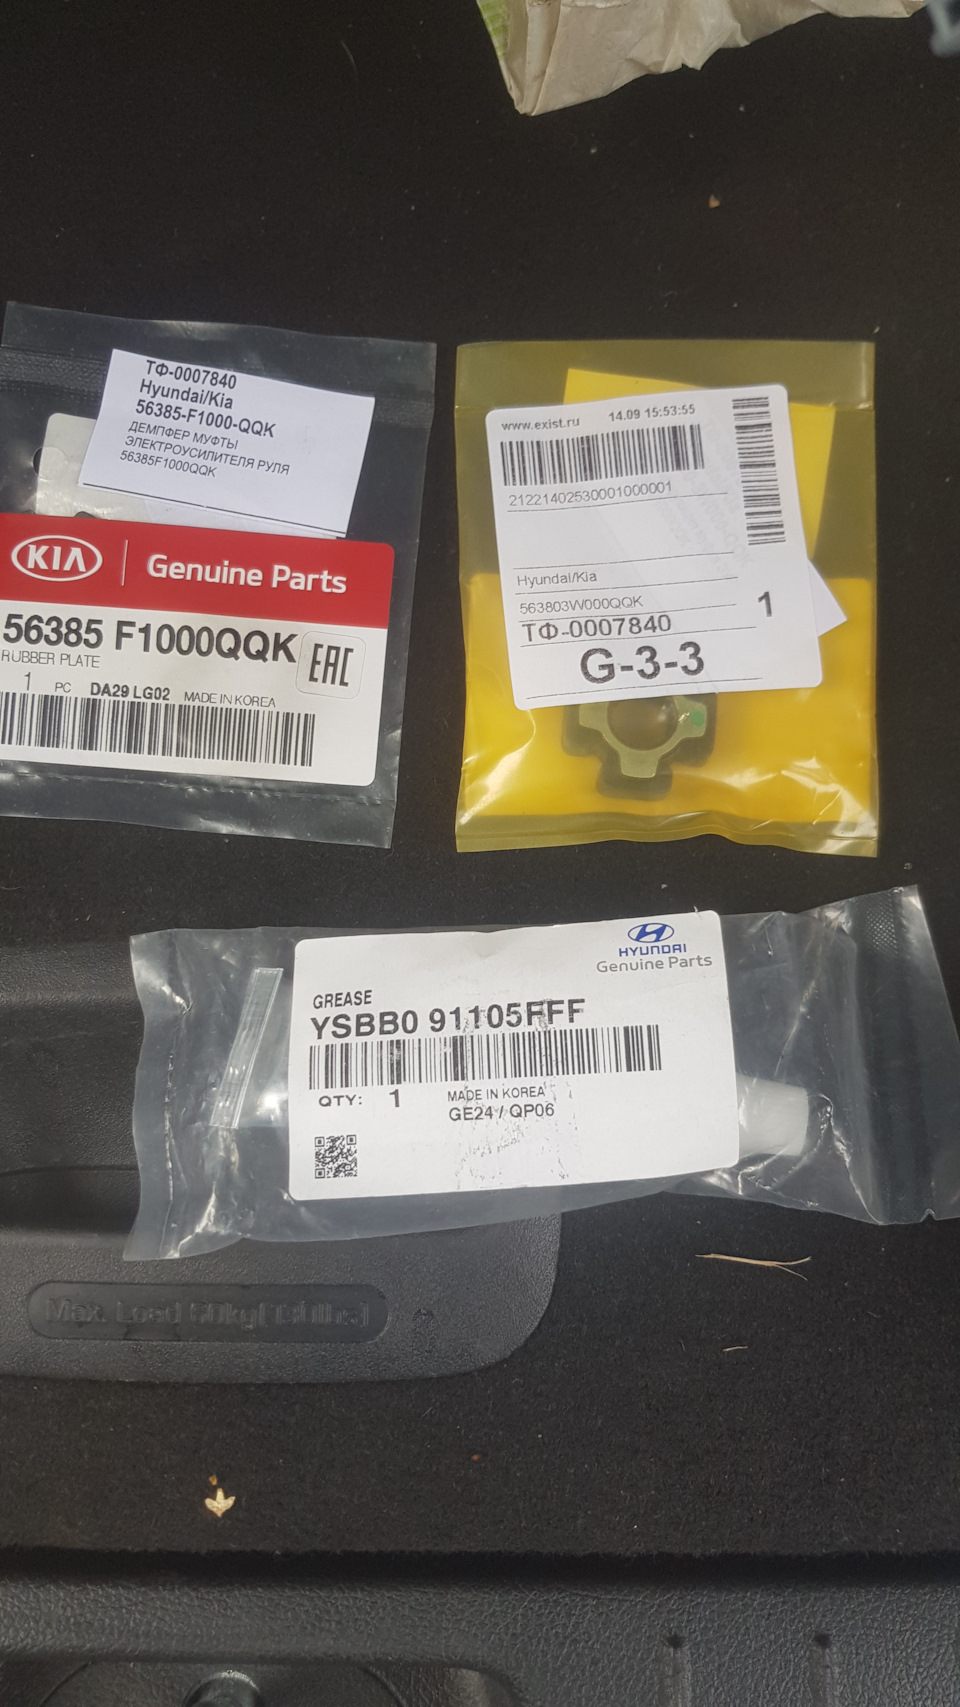 ТФ-0007840
Hyundai/Kia
56385-F1000-QQK
ДЕМПФЕР МУФТЫ
ЭЛЕКТРОУСИЛИТЕЛЯ РУЛЯ
56385F1000QQK
KIA Genuine Parts
56385 F1000QQK
RUBBER PLATE
EAC
1 PC DA29 LG02 MADE IN KOREA
www.exist.ru 14.09 15:53:55
21221402530001000001
Hyundai/Kia
563803W000QQK
1
ТФ-0007840
G-3-3
HYUNDAI
Genuine Parts
GREASE
YSBB0 91105FFF
QTY: 1 MADE IN KOREA
GE24 / QP06
Max. Load 60kg